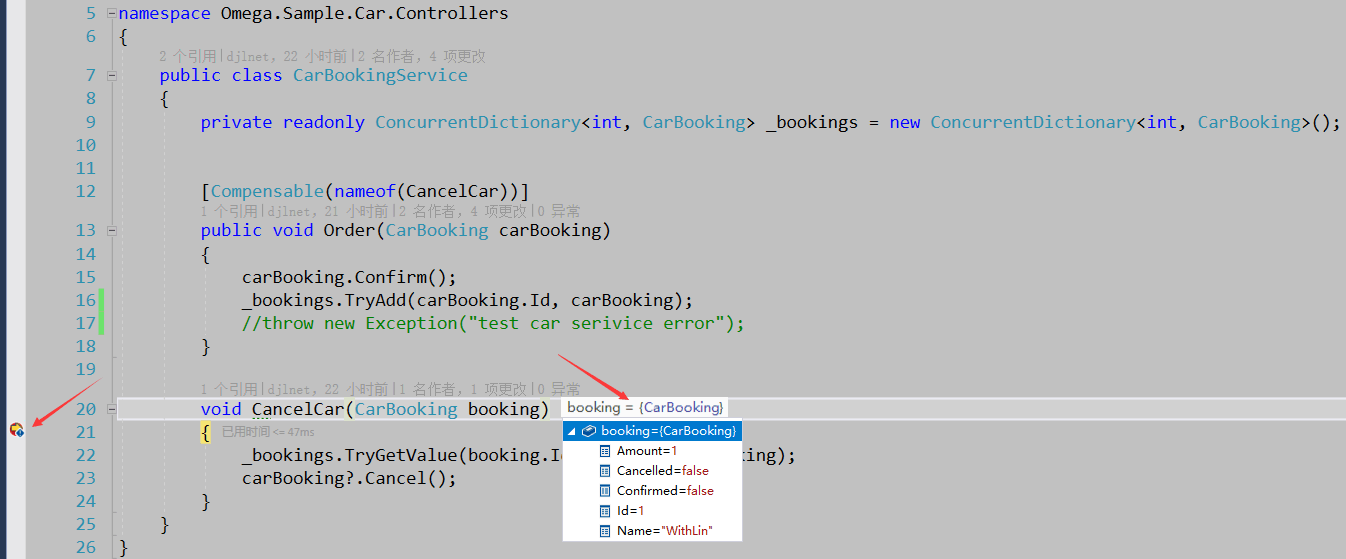 5 namespace Omega.Sample.Car.Controllers
6 {
2 个引用|djlnet，22 小时前|2 名作者，4 项更改
7 public class CarBookingService
8 {
9 private readonly ConcurrentDictionary<int, CarBooking> _bookings = new ConcurrentDictionary<int, CarBooking>();
10
11
12 [Compensable(nameof(CancelCar))]
1 个引用|djlnet，21 小时前|2 名作者，4 项更改|0 异常
13 public void Order(CarBooking carBooking)
14 {
15 carBooking.Confirm();
16 _bookings.TryAdd(carBooking.Id, carBooking);
17 //throw new Exception("test car serivice error");
18 }
19
1 个引用|djlnet，22 小时前|1 名作者，1 项更改|0 异常
20 void CancelCar(CarBooking booking) booking = {CarBooking}
21 { 已用时间 <= 47ms
booking={CarBooking}
Amount=1
22 _bookings.TryGetValue(booking.I ing);
Cancelled=false
23 carBooking?.Cancel();
Confirmed=false
24 }
Id=1
25 }
Name="WithLin"
26 }